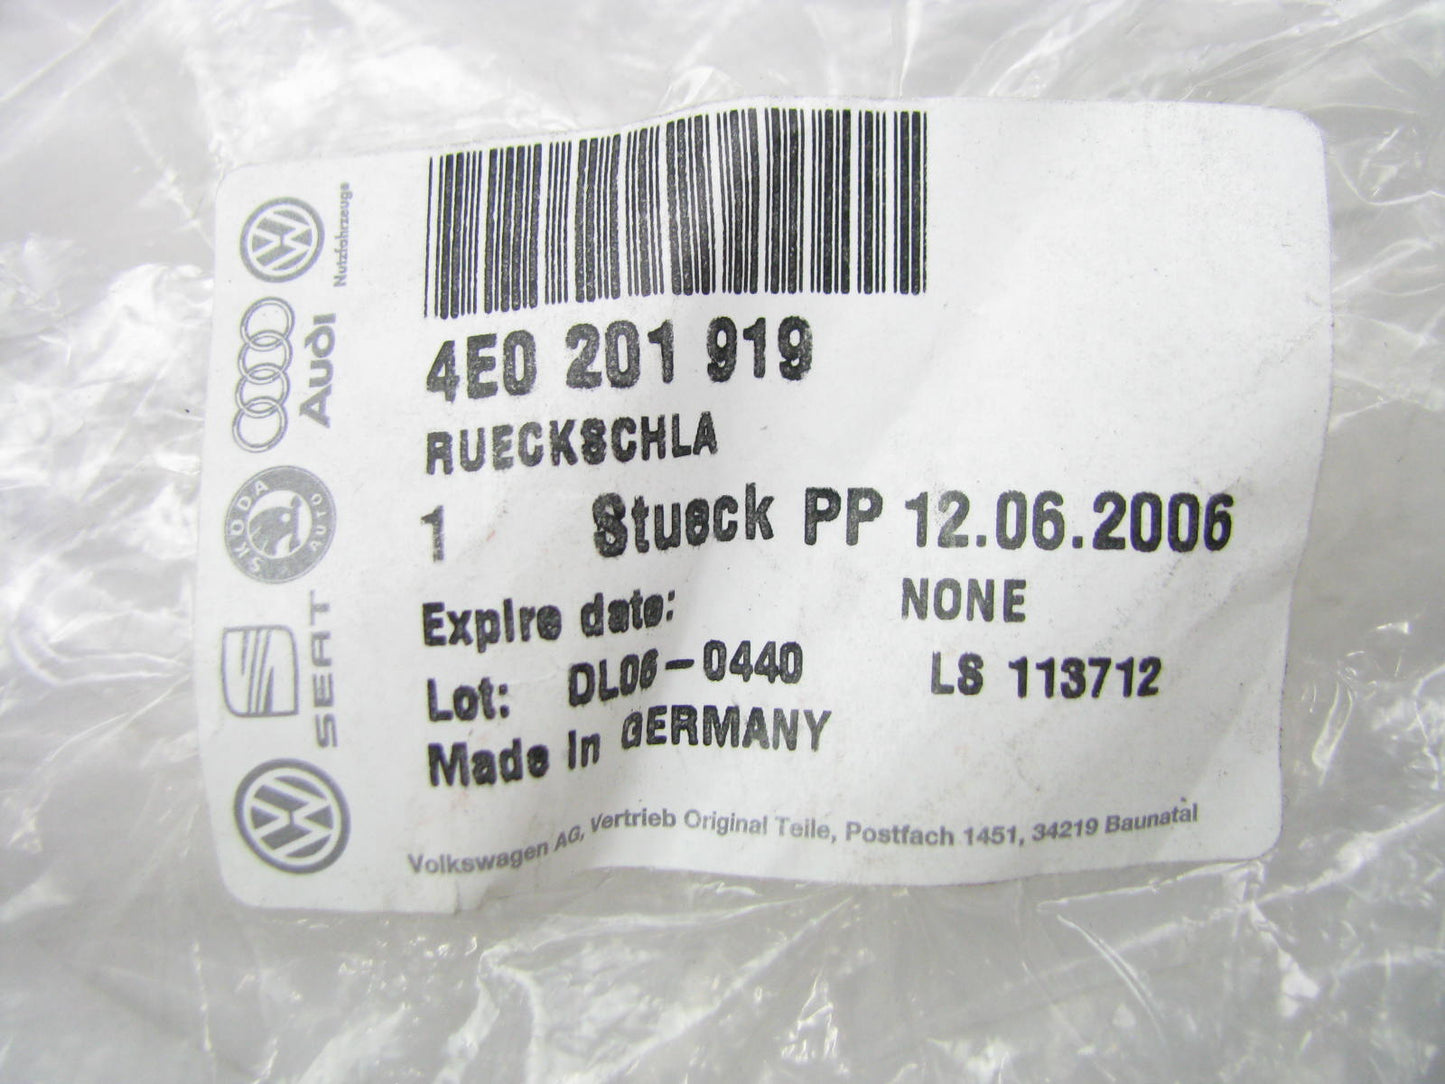 4E0 201 919
RUECKSCHLA
1 Stueck PP 12.06.2006
Expire date: NONE
Lot: DL06-0440 LS 113712
Made in GERMANY
Volkswagen AG, Vertrieb Original Teile, Postfach 1451, 34219 Baunatal
Nutzfahrzeuge
Audi
SKODA AUTO
SEAT